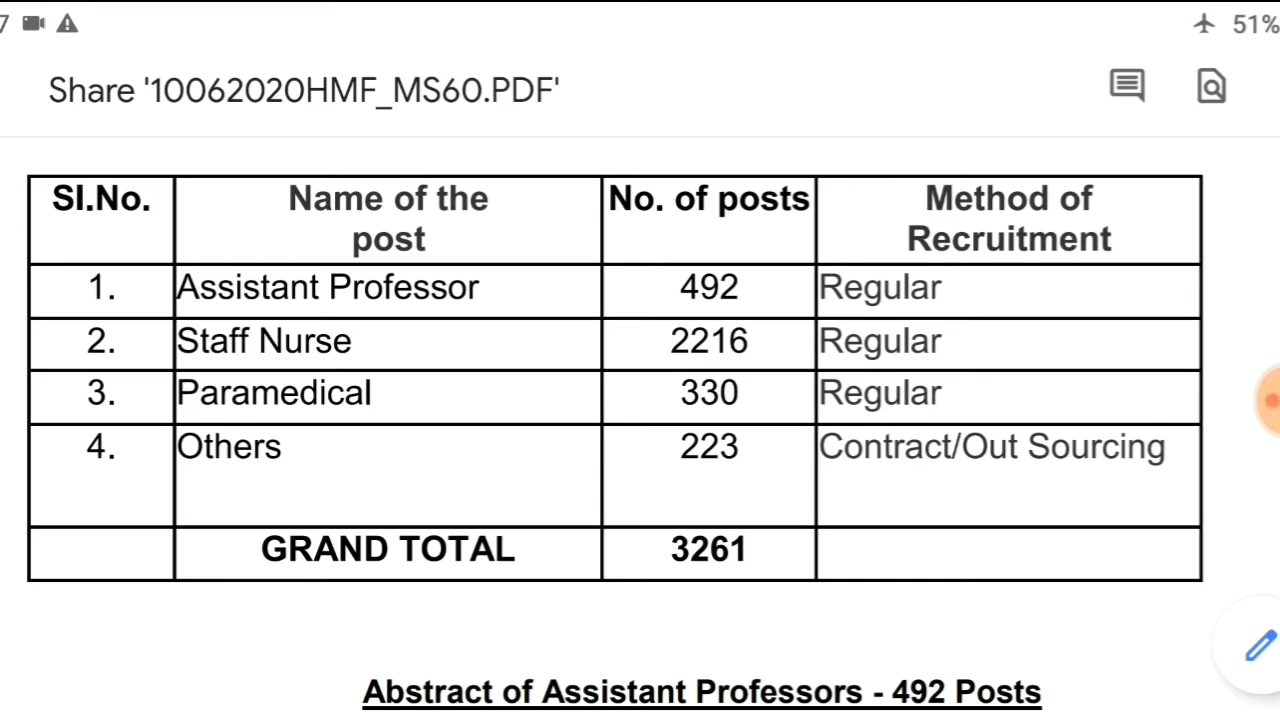 7 51%
Share '10062020HMF_MS60.PDF'
SI.No. Name of the post No. of posts Method of Recruitment
1. Assistant Professor 492 Regular
2. Staff Nurse 2216 Regular
3. Paramedical 330 Regular
4. Others 223 Contract/Out Sourcing
GRAND TOTAL 3261
Abstract of Assistant Professors - 492 Posts